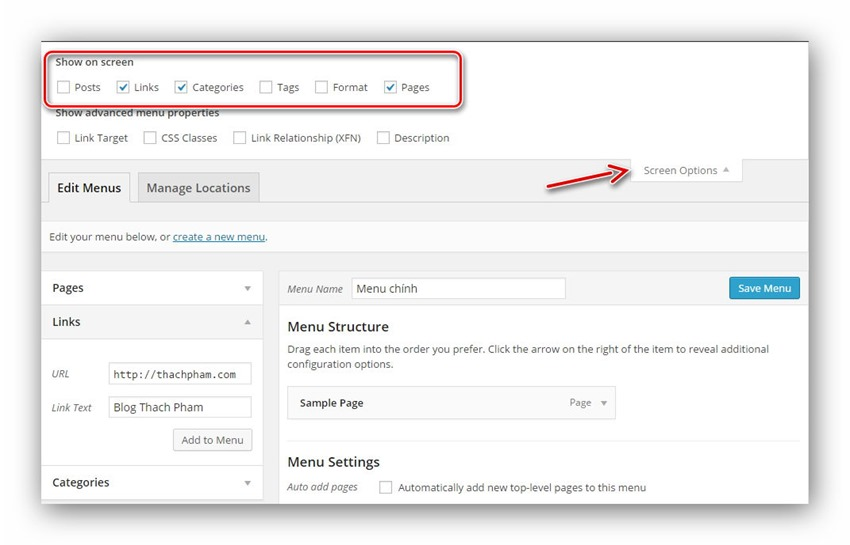 Show on screen
Posts Links Categories Tags Format Pages
Show advanced menu properties
Link Target CSS Classes Link Relationship (XFN) Description
Screen Options
Edit Menus Manage Locations
Edit your menu below, or create a new menu.
Pages
Links
URL http://thachpham.com
Link Text Blog Thach Pham
Add to Menu
Categories
Menu Name Menu chính Save Menu
Menu Structure
Drag each item into the order you prefer. Click the arrow on the right of the item to reveal additional
configuration options.
Sample Page Page
Menu Settings
Auto add pages Automatically add new top-level pages to this menu